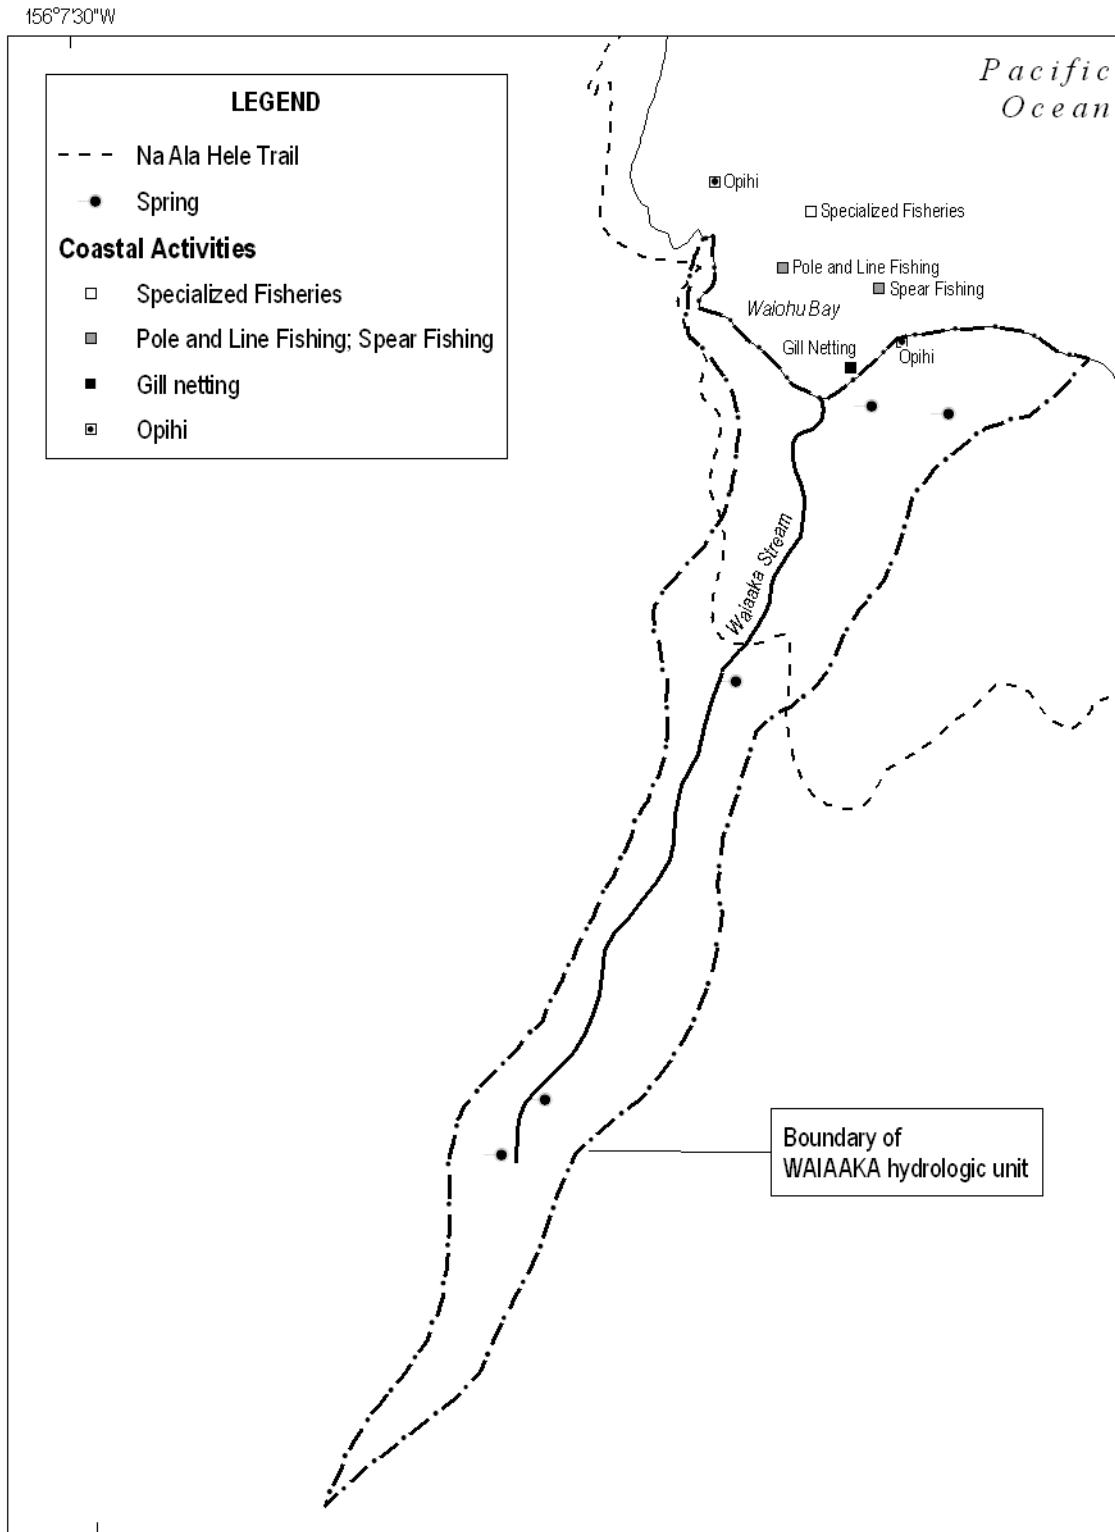 156°7'30"W
Pacific
Ocean
LEGEND
Na Ala Hele Trail
Spring
Coastal Activities
Specialized Fisheries
Pole and Line Fishing; Spear Fishing
Gill netting
Opihi
Opihi
Specialized Fisheries
Pole and Line Fishing
Spear Fishing
Waiohu Bay
Gill Netting
Opihi
Waiaaka Stream
Boundary of
WAIAAKA hydrologic unit